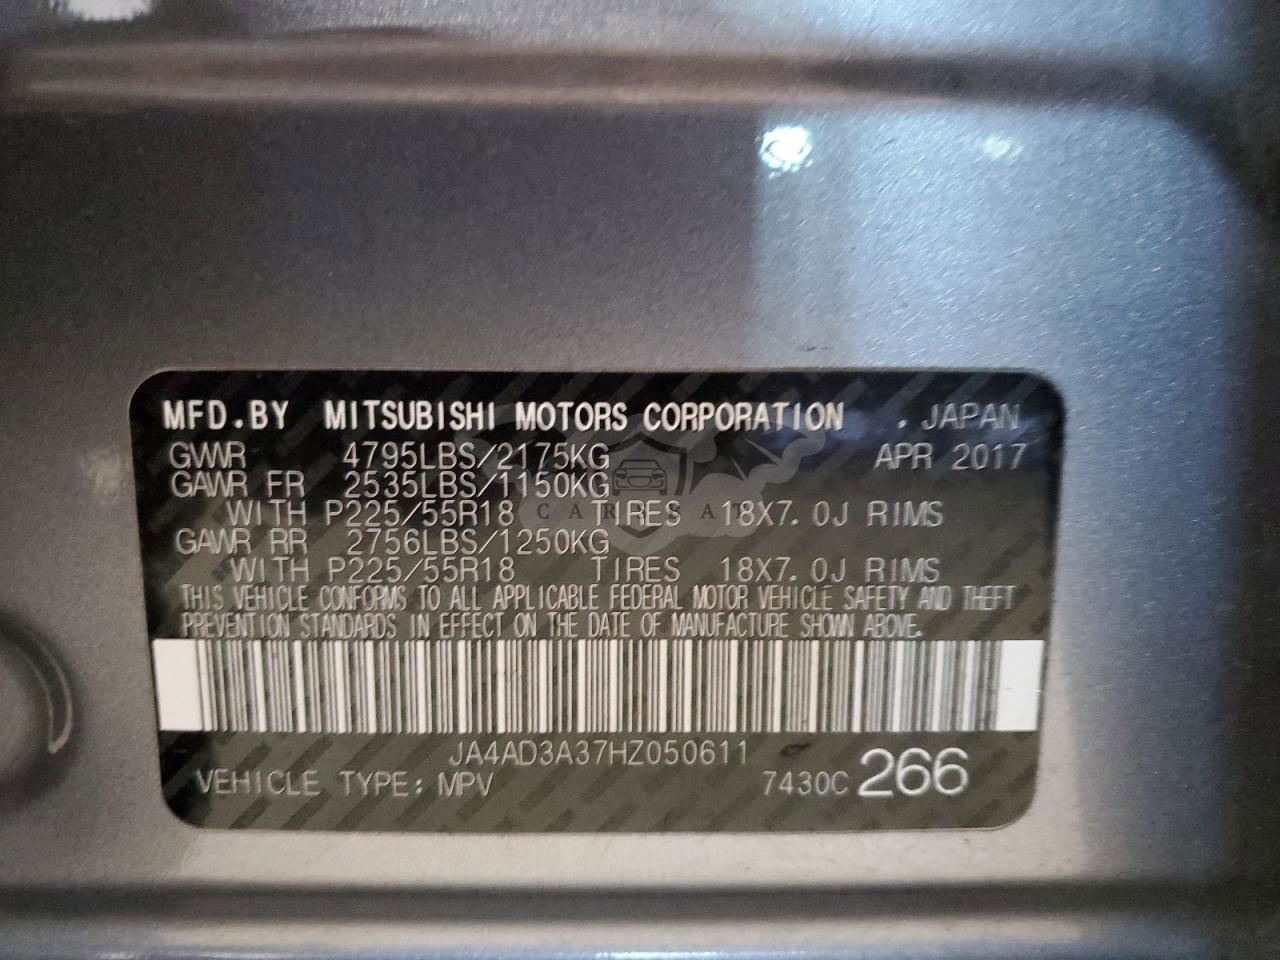 MFD.BY MITSUBISHI MOTORS CORPORATION . JAPAN
GVWR 4795LBS/2175KG APR 2017
GAWR FR 2535LBS/1150KG
WITH P225/55R18 TIRES 18X7.0J RIMS
GAWR RR 2756LBS/1250KG
WITH P225/55R18 TIRES 18X7.0J RIMS
THIS VEHICLE CONFORMS TO ALL APPLICABLE FEDERAL MOTOR VEHICLE SAFETY AND THEFT
PREVENTION STANDARDS IN EFFECT ON THE DATE OF MANUFACTURE SHOWN ABOVE.
JA4AD3A37HZ050611
VEHICLE TYPE: MPV 7430C 266